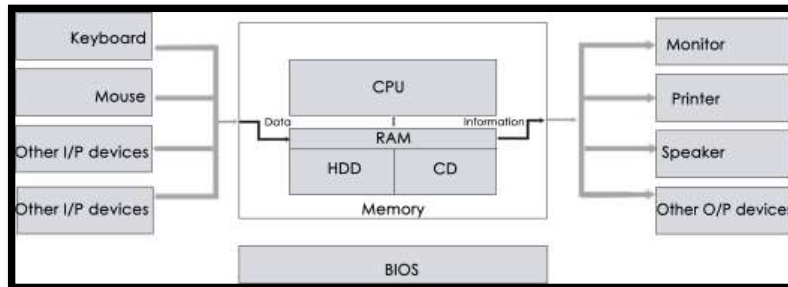 Keyboard
Mouse
Other I/P devices
Other I/P devices
CPU
Data
I
Information
RAM
HDD
CD
Memory
BIOS
Monitor
Printer
Speaker
Other O/P devices